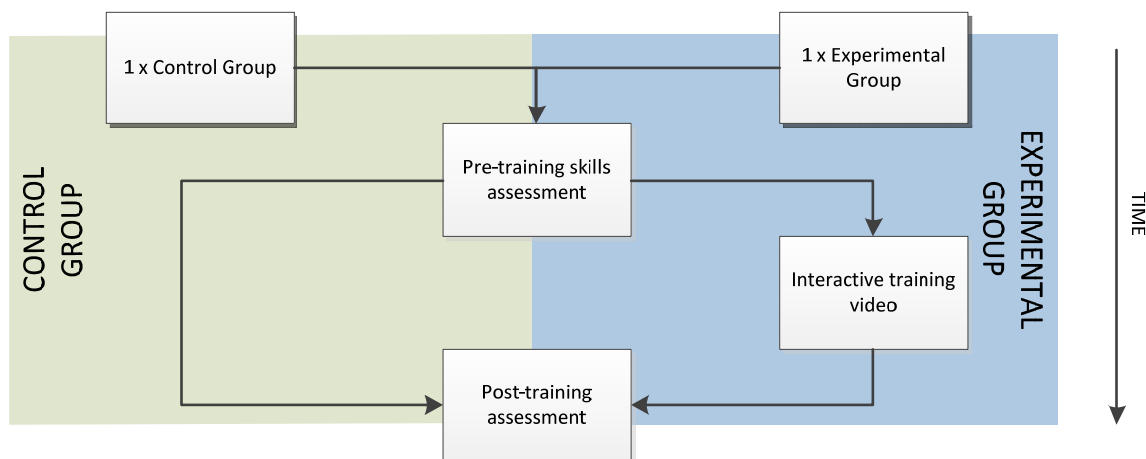 1 x Control Group
1 x Experimental
Group
Pre-training skills
assessment
CONTROL
GROUP
EXPERIMENTAL
GROUP
TIME
Interactive training
video
Post-training
assessment